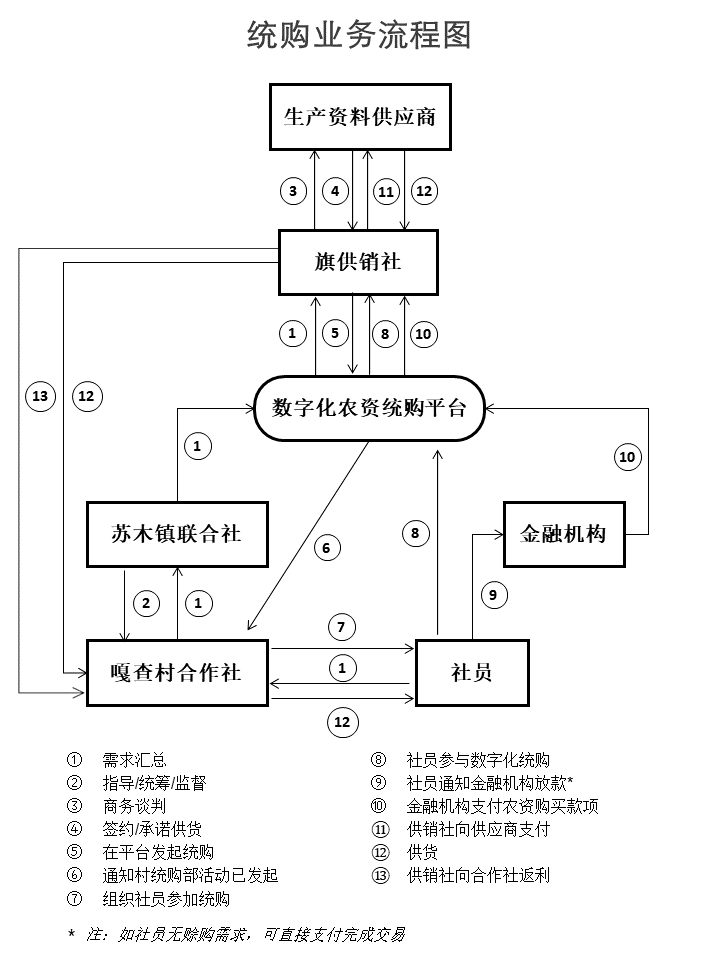 统购业务流程图
生产资料供应商
3 4 11 12
旗供销社
1 5 8 10
13 12
数字化农资统购平台
1
10
苏木镇联合社
金融机构
6
8
2 1
9
7
嘎查村合作社
1
社员
12
① 需求汇总
② 指导/统筹/监督
③ 商务谈判
④ 签约/承诺供货
⑤ 在平台发起统购
⑥ 通知村统购部活动已发起
⑦ 组织社员参加统购
⑧ 社员参与数字化统购
⑨ 社员通知金融机构放款*
⑩ 金融机构支付农资购买款项
⑪ 供销社向供应商支付
⑫ 供货
⑬ 供销社向合作社返利
* 注：如社员无赊购需求，可直接支付完成交易